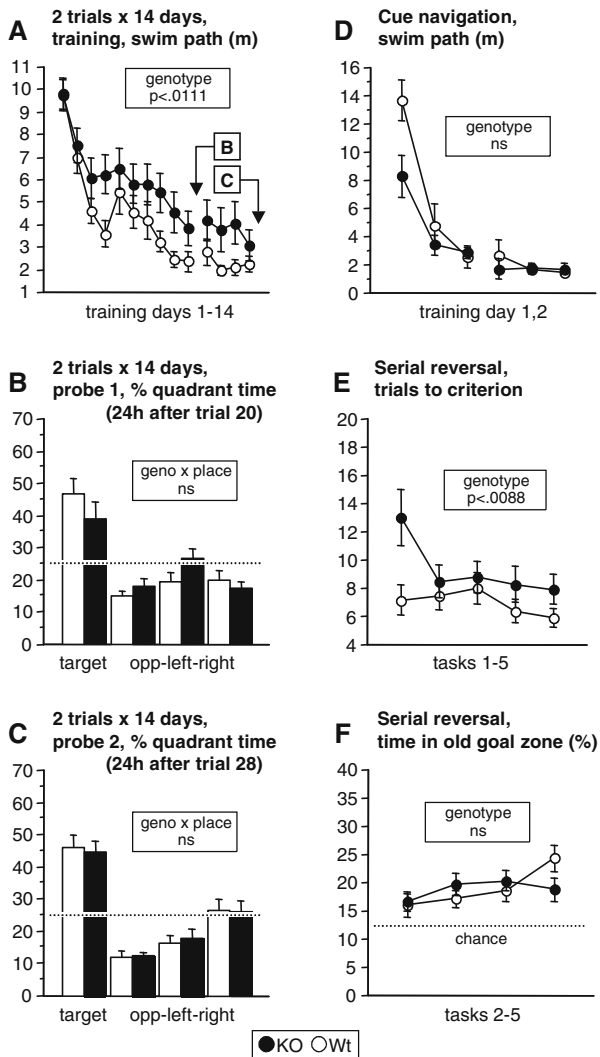 A 2 trials x 14 days,
training, swim path (m)
11
10
9
8
7
6
5
4
3
2
1
genotype
p<.0111
B
C
training days 1-14
D Cue navigation,
swim path (m)
16
14
12
10
8
6
4
2
0
genotype
ns
training day 1,2
B 2 trials x 14 days,
probe 1, % quadrant time
(24h after trial 20)
70
60
50
40
30
20
10
0
geno x place
ns
target opp-left-right
E Serial reversal,
trials to criterion
20
18
16
14
12
10
8
6
4
genotype
p<.0088
tasks 1-5
C 2 trials x 14 days,
probe 2, % quadrant time
(24h after trial 28)
70
60
50
40
30
20
10
0
geno x place
ns
target opp-left-right
F Serial reversal,
time in old goal zone (%)
40
35
30
25
20
15
10
5
0
genotype
ns
chance
tasks 2-5
KO Wt